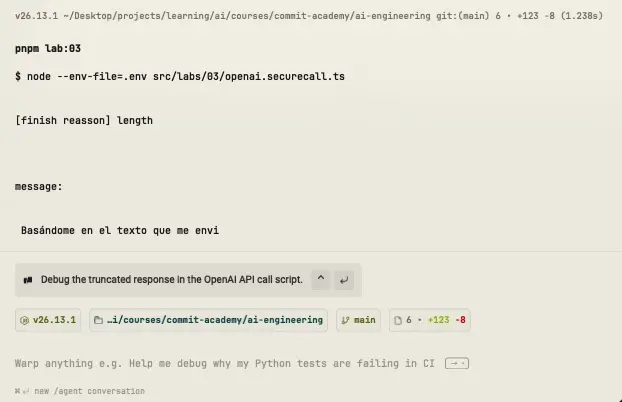 v26.13.1 ~/Desktop/projects/learning/ai/courses/commit-academy/ai-engineering git:(main) 6 • +123 -8 (1.238s)
pnpm lab:03
$ node --env-file=.env src/labs/03/openai.securecall.ts
[finish reasson] length
message:
Basándome en el texto que me envi
Debug the truncated response in the OpenAI API call script. ^ ↵
v26.13.1 …i/courses/commit-academy/ai-engineering main 6 • +123 -8
Warp anything e.g. Help me debug why my Python tests are failing in CI
⌘ ↵ new /agent conversation